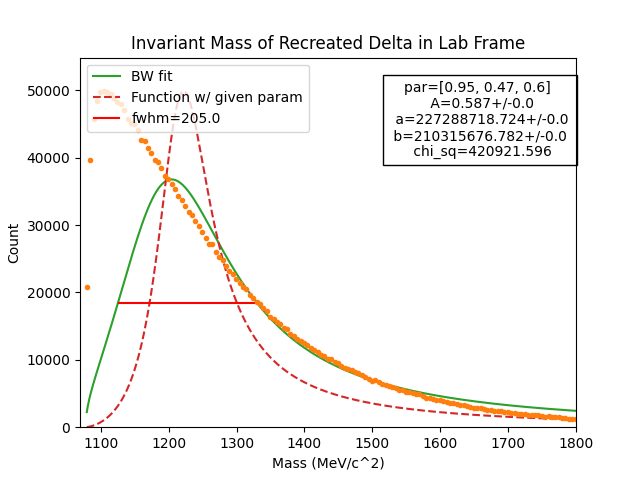 Invariant Mass of Recreated Delta in Lab Frame
BW fit
Function w/ given param
fwhm=205.0
par=[0.95, 0.47, 0.6]
A=0.587+/-0.0
a=227288718.724+/-0.0
b=210315676.782+/-0.0
chi_sq=420921.596
Count
50000
40000
30000
20000
10000
0
1100 1200 1300 1400 1500 1600 1700 1800
Mass (MeV/c^2)